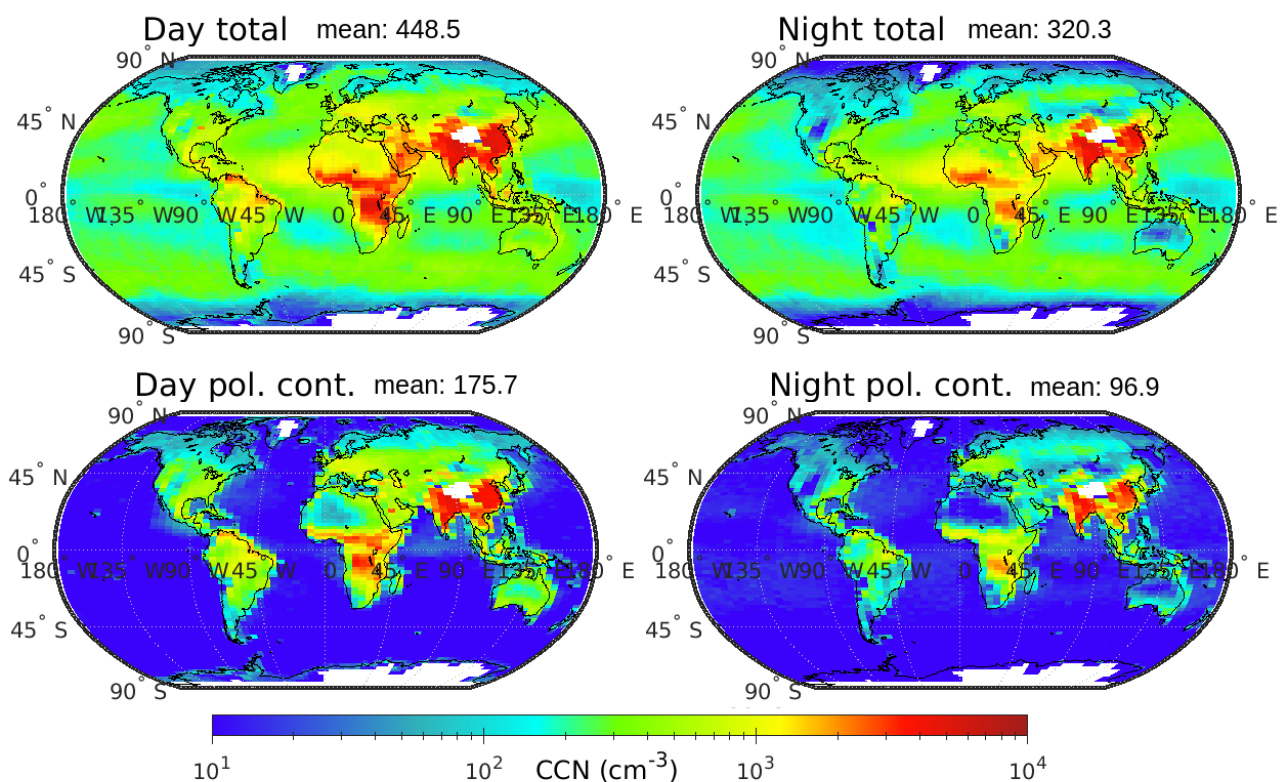 Day total mean: 448.5
Night total mean: 320.3
90° N
90° N
45° N
45° N
0°
0°
180° W 135° W 90° W 45° W 0° 45° E 90° E 135° E 180° E
180° W 135° W 90° W 45° W 0° 45° E 90° E 135° E 180° E
45° S
45° S
90° S
90° S
Day pol. cont. mean: 175.7
Night pol. cont. mean: 96.9
90° N
90° N
45° N
45° N
0°
0°
180° W 135° W 90° W 45° W 0° 45° E 90° E 135° E 180° E
180° W 135° W 90° W 45° W 0° 45° E 90° E 135° E 180° E
45° S
45° S
90° S
90° S
10¹ 10² 10³ 10⁴
CCN (cm⁻³)